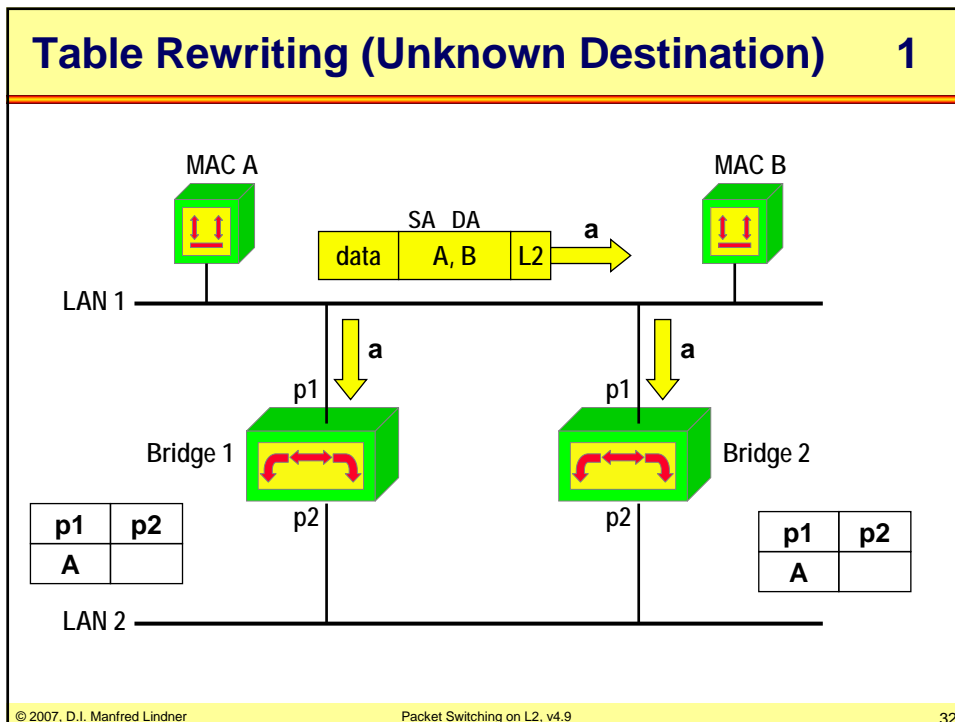 Table Rewriting (Unknown Destination) 1
MAC A
MAC B
SA DA
data A, B L2 a
LAN 1
a a
p1 p1
Bridge 1 Bridge 2
p2 p2
p1 p2
A
p1 p2
A
LAN 2
© 2007, D.I. Manfred Lindner Packet Switching on L2, v4.9 32